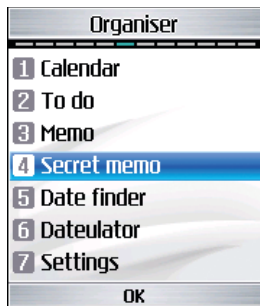 Organiser
1 Calendar
2 To do
3 Memo
4 Secret memo
5 Date finder
6 Dateulator
7 Settings
OK